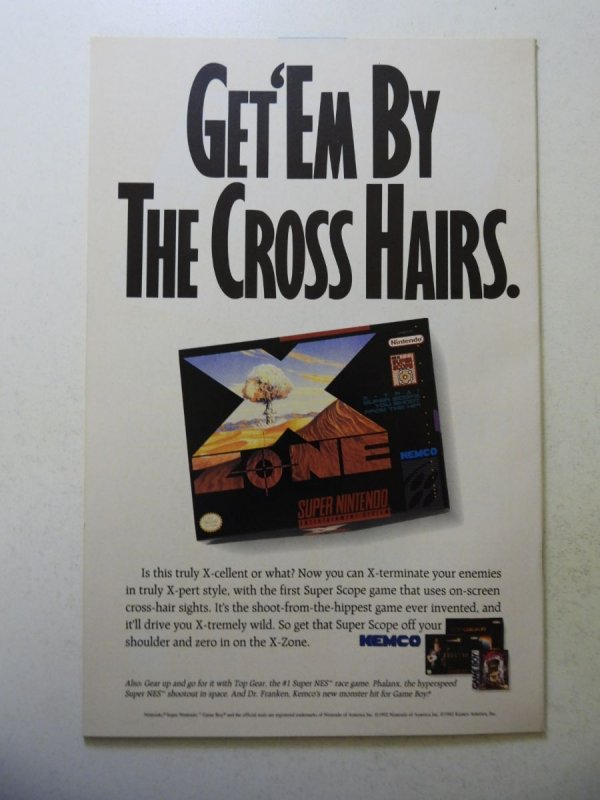 GET 'EM BY
THE CROSS HAIRS.
Nintendo
SUPER
SCOPE
X
ZONE
KEMCO
SUPER NINTENDO
ENTERTAINMENT SYSTEM
Is this truly X-cellent or what? Now you can X-terminate your enemies
in truly X-pert style, with the first Super Scope game that uses on-screen
cross-hair sights. It's the shoot-from-the-hippest game ever invented, and
it'll drive you X-tremely wild. So get that Super Scope off your
shoulder and zero in on the X-Zone.
KEMCO
Also: Gear up and go for it with Top Gear, the #1 Super NES™ race game. Phalanx, the hyperspeed
Super NES™ shootout in space. And Dr. Franken, Kemco's new monster hit for Game Boy.®